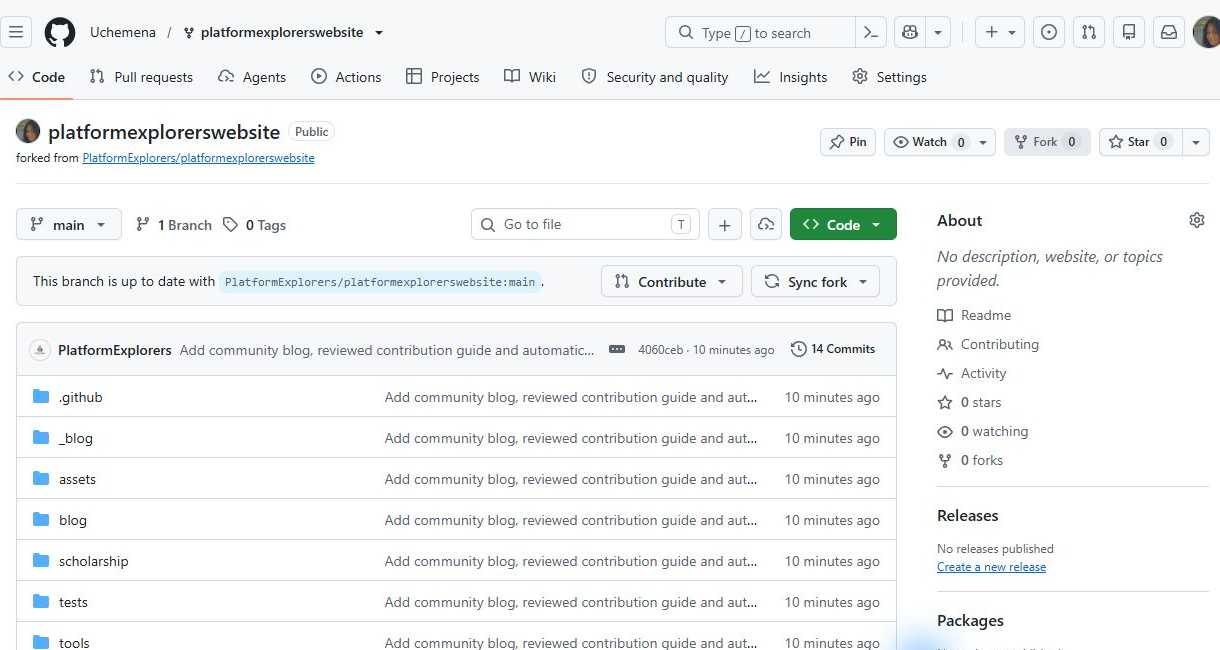 Uchemena / platformexplorerswebsite
Type / to search
Code Pull requests Agents Actions Projects Wiki Security and quality Insights Settings
platformexplorerswebsite Public
forked from PlatformExplorers/platformexplorerswebsite
Pin Watch 0 Fork 0 Star 0
main 1 Branch 0 Tags
Go to file T
Code
This branch is up to date with PlatformExplorers/platformexplorerswebsite:main .
Contribute Sync fork
PlatformExplorers Add community blog, reviewed contribution guide and automatic... 4060ceb · 10 minutes ago 14 Commits
.github Add community blog, reviewed contribution guide and aut... 10 minutes ago
_blog Add community blog, reviewed contribution guide and aut... 10 minutes ago
assets Add community blog, reviewed contribution guide and aut... 10 minutes ago
blog Add community blog, reviewed contribution guide and aut... 10 minutes ago
scholarship Add community blog, reviewed contribution guide and aut... 10 minutes ago
tests Add community blog, reviewed contribution guide and aut... 10 minutes ago
tools Add community blog, reviewed contribution guide and aut... 10 minutes ago
About
No description, website, or topics
provided.
Readme
Contributing
Activity
0 stars
0 watching
0 forks
Releases
No releases published
Create a new release
Packages